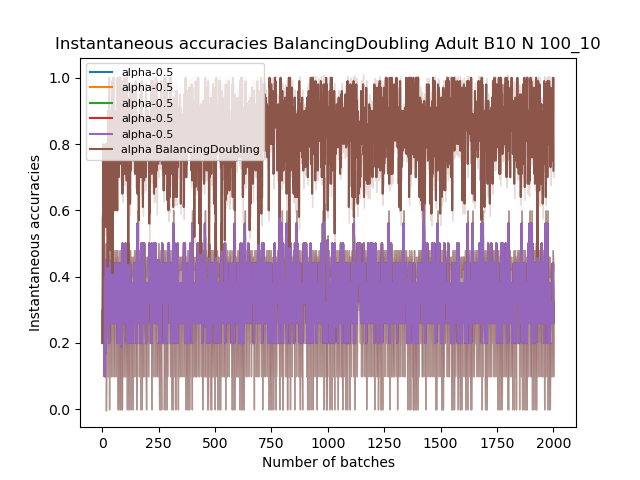 Instantaneous accuracies BalancingDoubling Adult B10 N 100_10
alpha-0.5
alpha-0.5
alpha-0.5
alpha-0.5
alpha-0.5
alpha BalancingDoubling
1.0
0.8
0.6
0.4
0.2
0.0
Instantaneous accuracies
0 250 500 750 1000 1250 1500 1750 2000
Number of batches